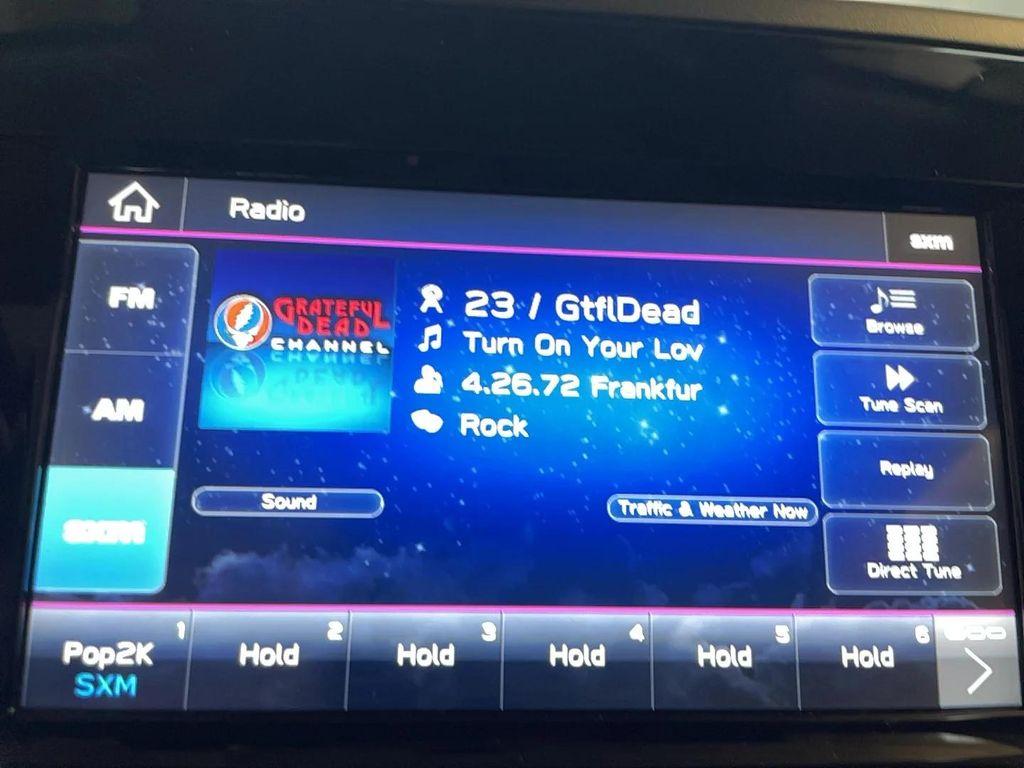 Radio
sxm
FM
AM
sxm
GRATEFUL
DEAD
CHANNEL
23 / GtflDead
Turn On Your Lov
4.26.72 Frankfur
Rock
Sound
Traffic & Weather Now
Browse
Tune Scan
Replay
Direct Tune
1
Pop2K
SXM
2
Hold
3
Hold
4
Hold
5
Hold
6
Hold